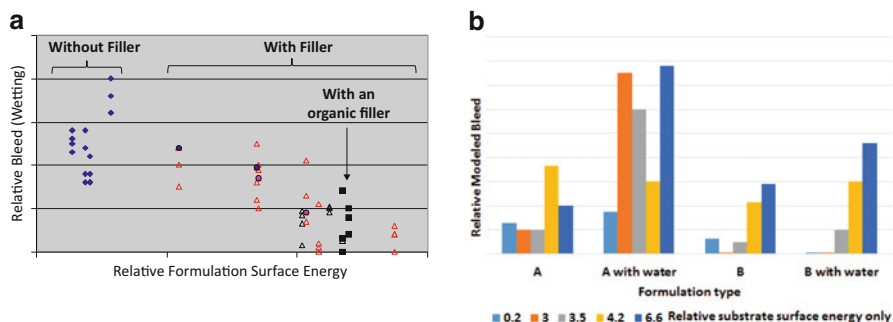 a
Without Filler
With Filler
With an
organic filler
Relative Bleed (Wetting)
Relative Formulation Surface Energy
b
Relative Modeled Bleed
A
A with water
B
B with water
Formulation type
0.2 3 3.5 4.2 6.6 Relative substrate surface energy only